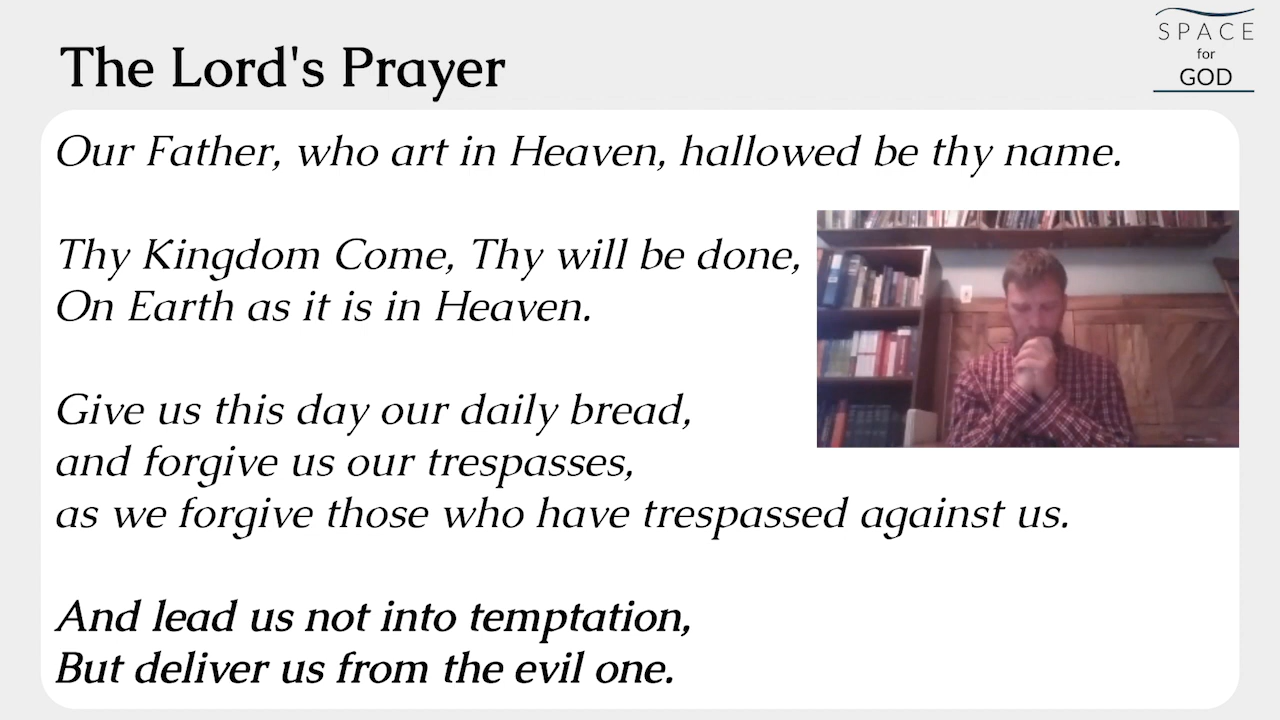 The Lord's Prayer
SPACE
for
GOD
Our Father, who art in Heaven, hallowed be thy name.
Thy Kingdom Come, Thy will be done,
On Earth as it is in Heaven.
Give us this day our daily bread,
and forgive us our trespasses,
as we forgive those who have trespassed against us.
And lead us not into temptation,
But deliver us from the evil one.